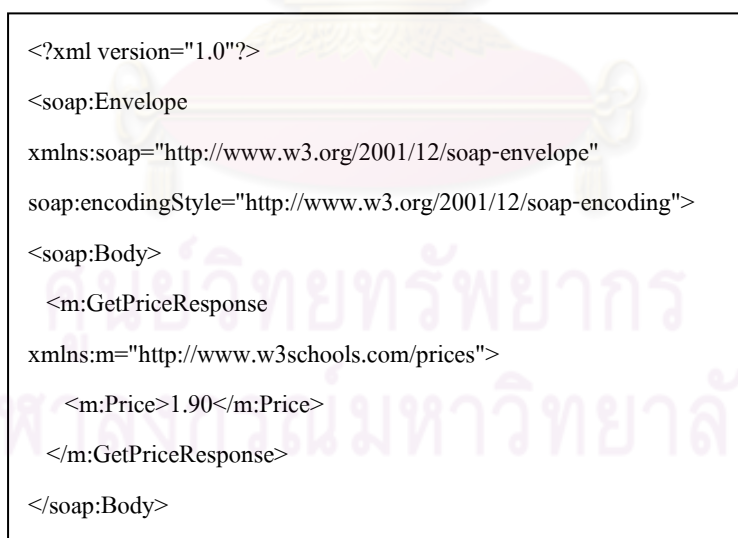 <?xml version="1.0"?>
<soap:Envelope
xmlns:soap="http://www.w3.org/2001/12/soap-envelope"
soap:encodingStyle="http://www.w3.org/2001/12/soap-encoding">
<soap:Body>
<m:GetPriceResponse
ศูนย์วิทยทรัพยากร
xmlns:m="http://www.w3schools.com/prices">
<m:Price>1.90</m:Price>
</m:GetPriceResponse>
</soap:Body>